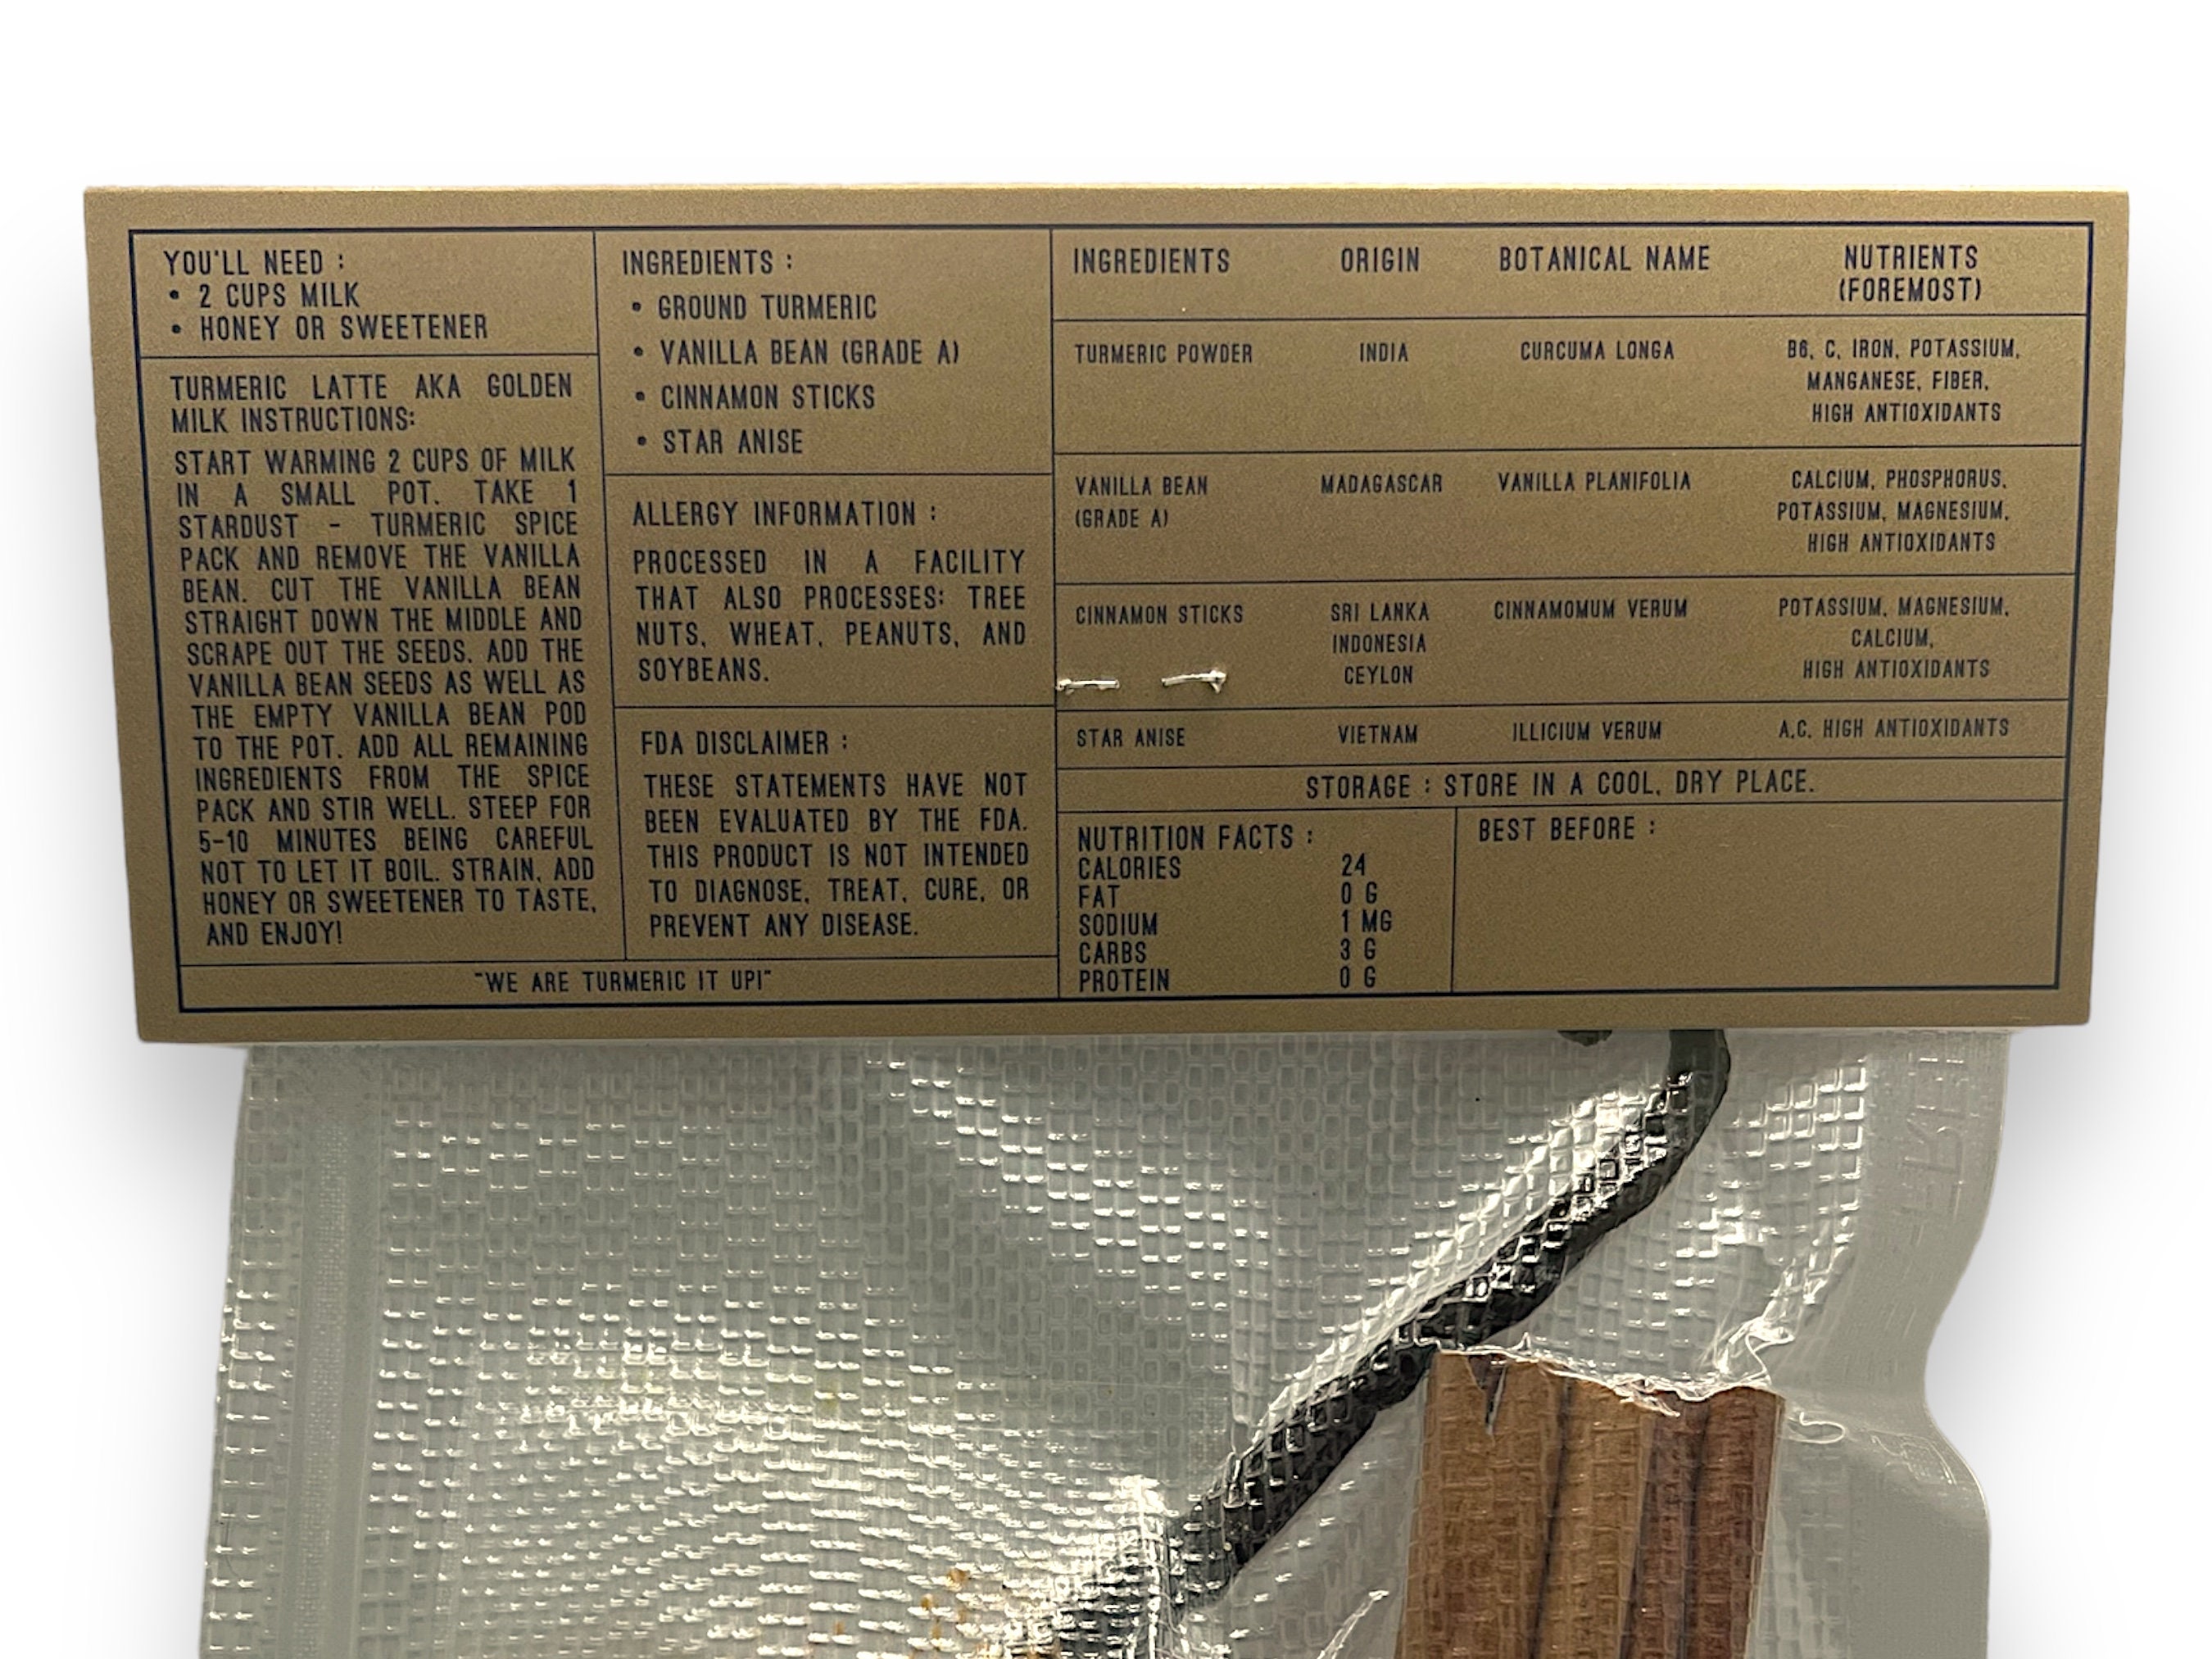 YOU'LL NEED :
• 2 CUPS MILK
• HONEY OR SWEETENER
TURMERIC LATTE AKA GOLDEN
MILK INSTRUCTIONS:
START WARMING 2 CUPS OF MILK
IN A SMALL POT. TAKE 1
STARDUST - TURMERIC SPICE
PACK AND REMOVE THE VANILLA
BEAN. CUT THE VANILLA BEAN
STRAIGHT DOWN THE MIDDLE AND
SCRAPE OUT THE SEEDS. ADD THE
VANILLA BEAN SEEDS AS WELL AS
THE EMPTY VANILLA BEAN POD
TO THE POT. ADD ALL REMAINING
INGREDIENTS FROM THE SPICE
PACK AND STIR WELL. STEEP FOR
5-10 MINUTES BEING CAREFUL
NOT TO LET IT BOIL. STRAIN, ADD
HONEY OR SWEETENER TO TASTE,
AND ENJOY!
INGREDIENTS :
• GROUND TURMERIC
• VANILLA BEAN (GRADE A)
• CINNAMON STICKS
• STAR ANISE
ALLERGY INFORMATION :
PROCESSED IN A FACILITY
THAT ALSO PROCESSES: TREE
NUTS, WHEAT, PEANUTS, AND
SOYBEANS.
FDA DISCLAIMER :
THESE STATEMENTS HAVE NOT
BEEN EVALUATED BY THE FDA.
THIS PRODUCT IS NOT INTENDED
TO DIAGNOSE, TREAT, CURE, OR
PREVENT ANY DISEASE.
"WE ARE TURMERIC IT UP!"
INGREDIENTS ORIGIN BOTANICAL NAME NUTRIENTS
(FOREMOST)
TURMERIC POWDER INDIA CURCUMA LONGA B6, C, IRON, POTASSIUM,
MANGANESE, FIBER,
HIGH ANTIOXIDANTS
VANILLA BEAN MADAGASCAR VANILLA PLANIFOLIA CALCIUM, PHOSPHORUS,
(GRADE A) POTASSIUM, MAGNESIUM,
HIGH ANTIOXIDANTS
CINNAMON STICKS SRI LANKA CINNAMOMUM VERUM POTASSIUM, MAGNESIUM,
INDONESIA CALCIUM,
CEYLON HIGH ANTIOXIDANTS
STAR ANISE VIETNAM ILLICIUM VERUM A,C, HIGH ANTIOXIDANTS
STORAGE : STORE IN A COOL, DRY PLACE.
NUTRITION FACTS :
CALORIES 24
FAT 0 G
SODIUM 1 MG
CARBS 3 G
PROTEIN 0 G
BEST BEFORE :